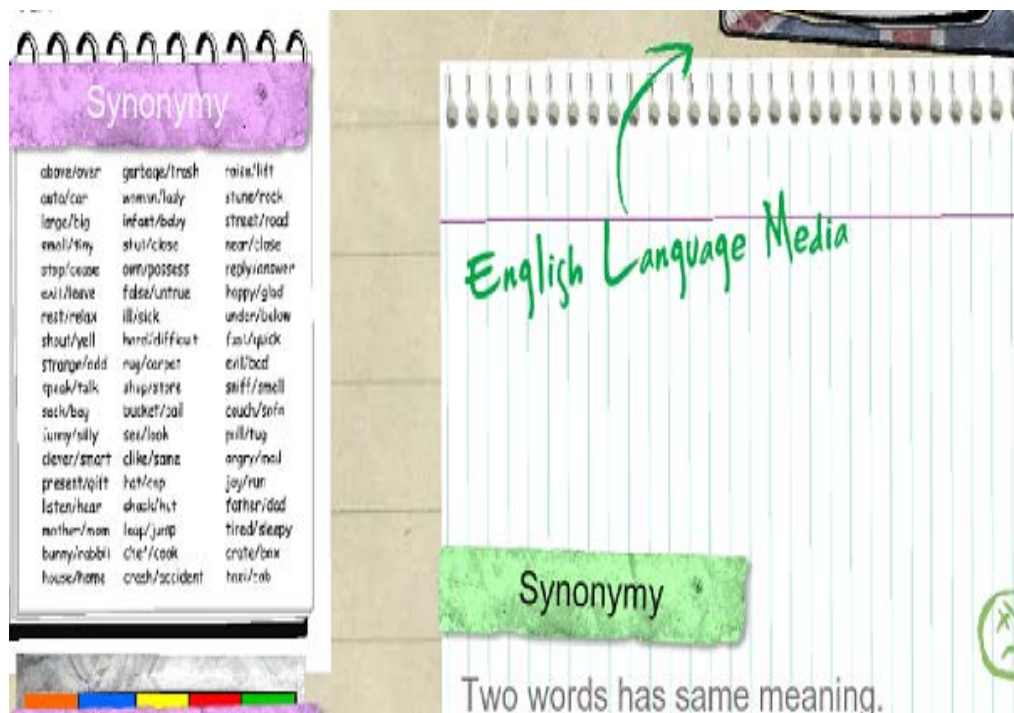 Synonymy
above/over garbage/trash raise/lift
auto/car woman/lady stone/rock
large/big infant/baby street/road
small/tiny shut/close near/close
stop/cease own/possess reply/answer
exit/leave false/untrue happy/glad
rest/relax ill/sick under/below
shout/yell hard/difficult fast/quick
strange/odd rug/carpet evil/bad
speak/talk shop/store sniff/smell
sack/bag bucket/pail couch/sofa
funny/silly see/look pull/tug
clever/smart alike/same angry/mad
present/gift hat/cap jog/run
listen/hear shack/hut father/dad
mother/mom leap/jump tired/sleepy
bunny/rabbit chef/cook crate/box
house/home crash/accident taxi/cab
English Language Media
Synonymy
Two words has same meaning.